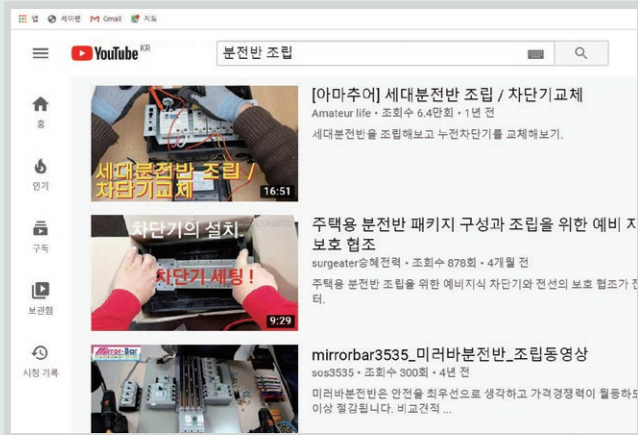 앱 세이펜 Gmail 지도
YouTube KR
분전반 조립
홈
인기
구독
보관함
시청 기록
세대분전반 조립 /
차단기교체
16:51
[아마추어] 세대분전반 조립 / 차단기교체
Amateur life • 조회수 6.4만회 • 1년 전
세대분전반을 조립해보고 누전차단기를 교체해보기.
차단기의 설치.
차단기 세팅 !
9:29
주택용 분전반 패키지 구성과 조립을 위한 예비 지
보호 협조
surgeater승혜전력 • 조회수 878회 • 4개월 전
주택용 분전반 조립을 위한 예비지식 차단기와 전선의 보호 협조가 전
터.
Mirror-Bar
mirrorbar3535_미러바분전반_조립동영상
sos3535 • 조회수 300회 • 4년 전
미러바분전반은 안전을 최우선으로 생각하고 가격경쟁력이 월등하도
이상 절감됩니다. 비교견적 ...